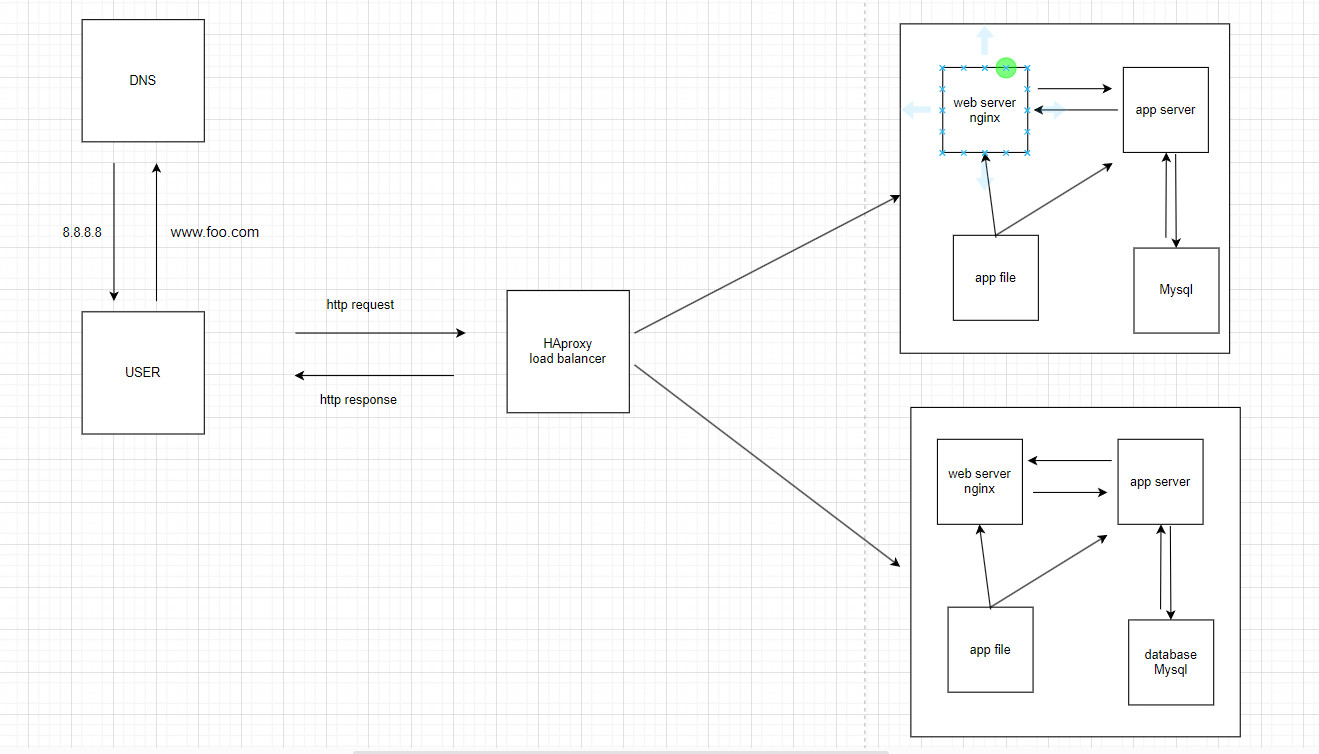 DNS
8.8.8.8
www.foo.com
USER
http request
http response
HAproxy
load balancer
web server
nginx
app server
app file
Mysql
web server
nginx
app server
app file
database
Mysql